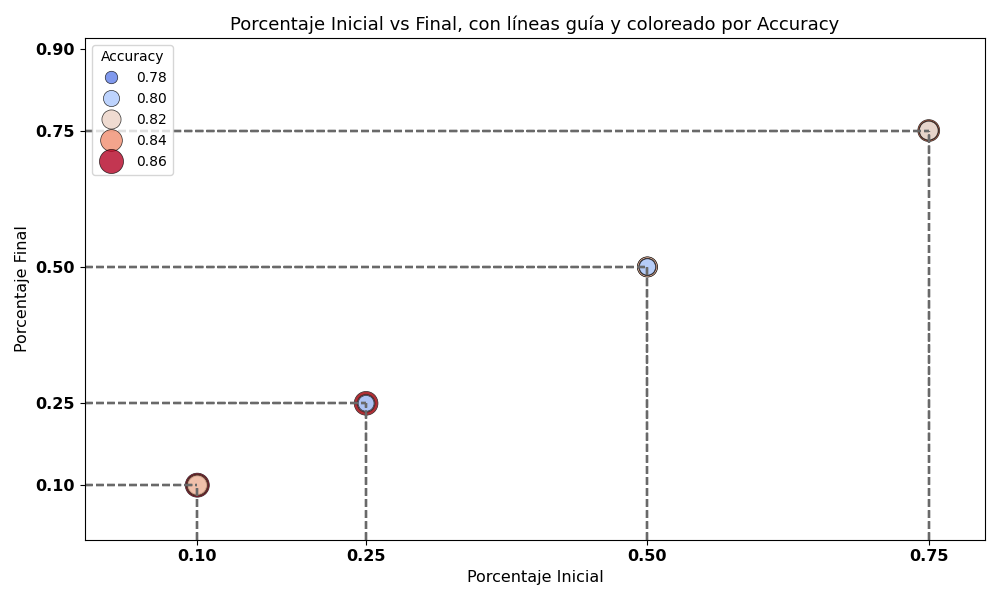 Porcentaje Inicial vs Final, con líneas guía y coloreado por Accuracy
Accuracy
0.78
0.80
0.82
0.84
0.86
Porcentaje Final
0.90
0.75
0.50
0.25
0.10
0.10 0.25 0.50 0.75
Porcentaje Inicial